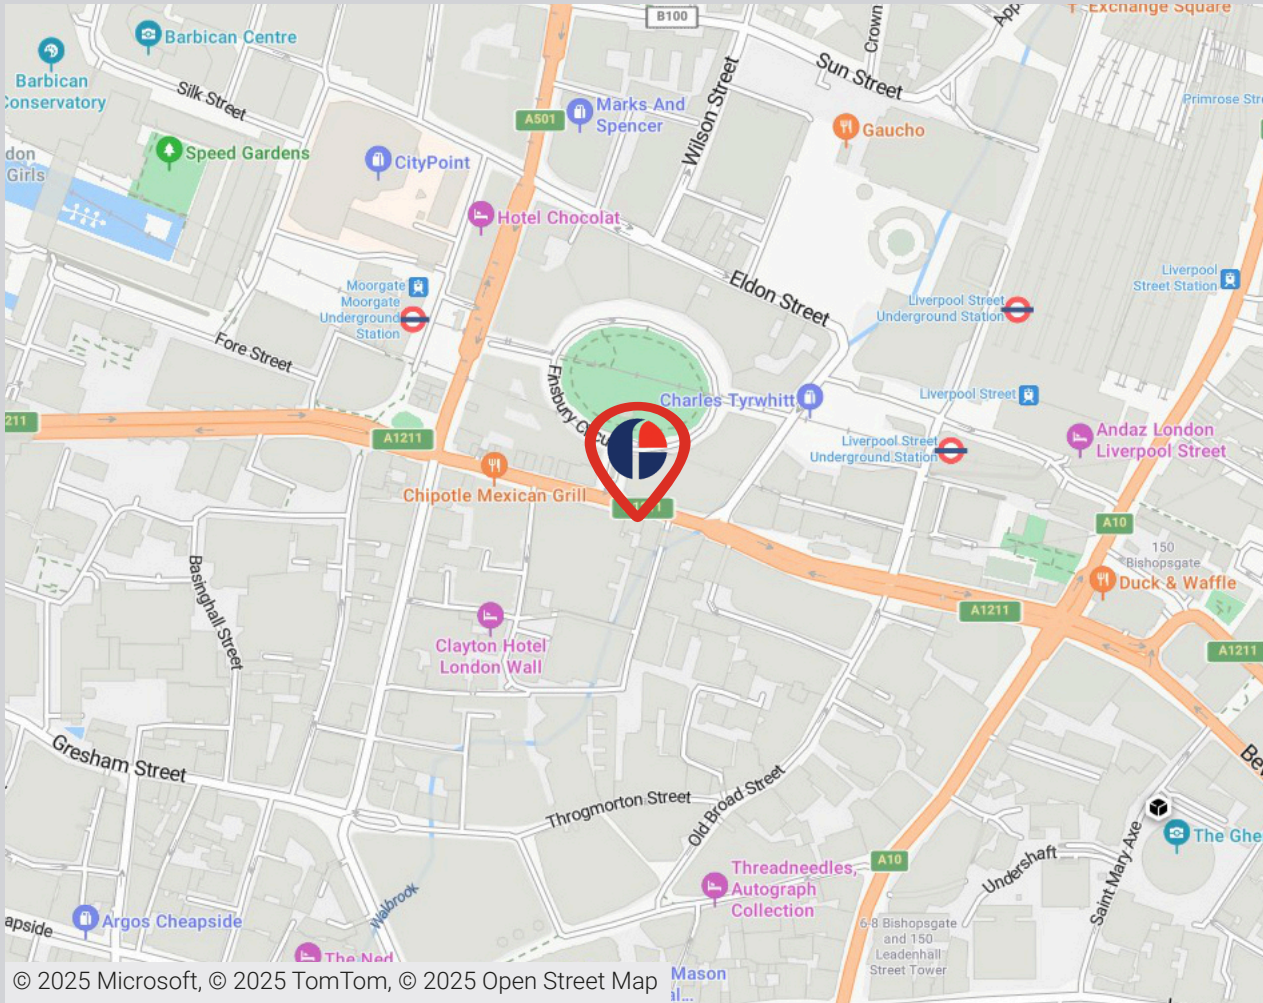 B100
Exchange Square
Crown
App
Barbican Centre
Barbican
Conservatory
Silk Street
Sun Street
Wilson Street
Marks And
Spencer
A501
Primrose Stre
Gaucho
don
Girls
Speed Gardens
CityPoint
Hotel Chocolat
Eldon Street
Moorgate
Moorgate
Underground
Station
Liverpool
Street Station
Liverpool Street
Underground Station
Fore Street
Finsbury Circu
Charles Tyrwhitt
Liverpool Street
211
A1211
Liverpool Street
Underground Station
Andaz London
Liverpool Street
Chipotle Mexican Grill
A10
150
Bishopsgate
Duck & Waffle
Basinghall Street
A1211
Clayton Hotel
London Wall
A1211
Gresham Street
Bev
Throgmorton Street
Old Broad Street
The Ghe
Undershaft
Saint Mary Axe
A10
Threadneedles,
Autograph
Collection
Walbrook
Argos Cheapside
apside
6-8 Bishopsgate
and 150
Leadenhall
Street Tower
The Ned
Mason
al...
© 2025 Microsoft, © 2025 TomTom, © 2025 Open Street Map